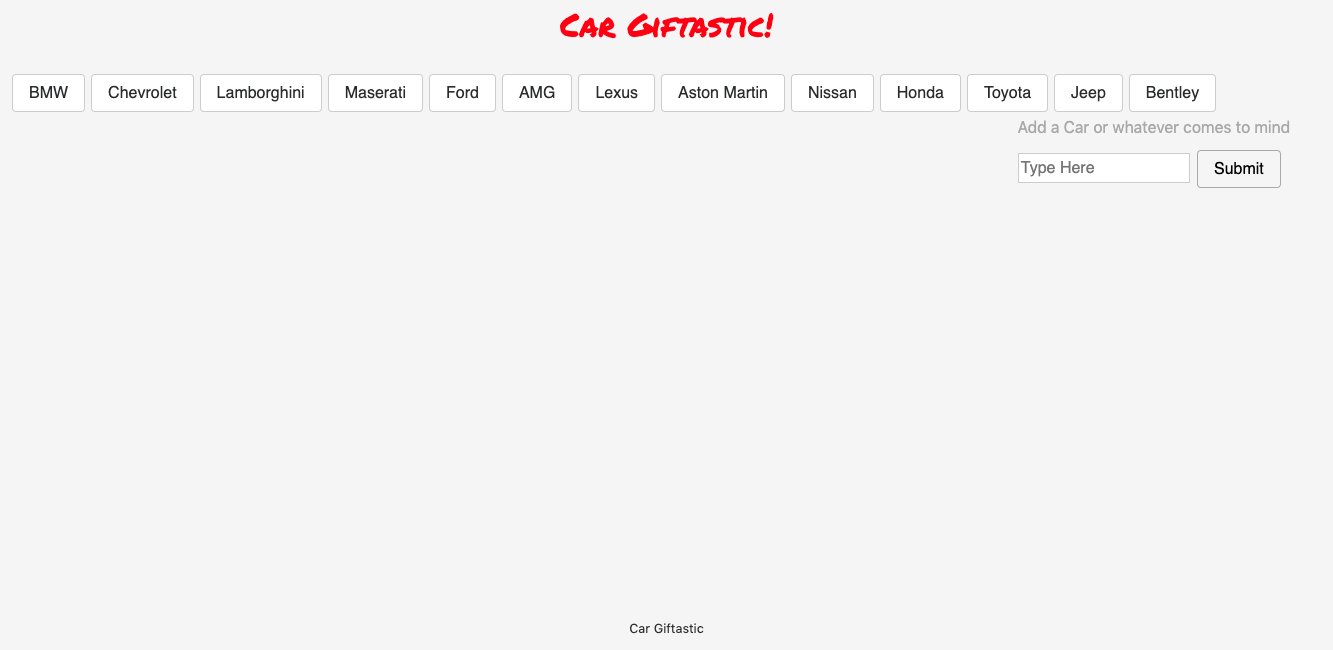 Car Giftastic!
BMW Chevrolet Lamborghini Maserati Ford AMG Lexus Aston Martin Nissan Honda Toyota Jeep Bentley
Add a Car or whatever comes to mind
Type Here Submit
Car Giftastic